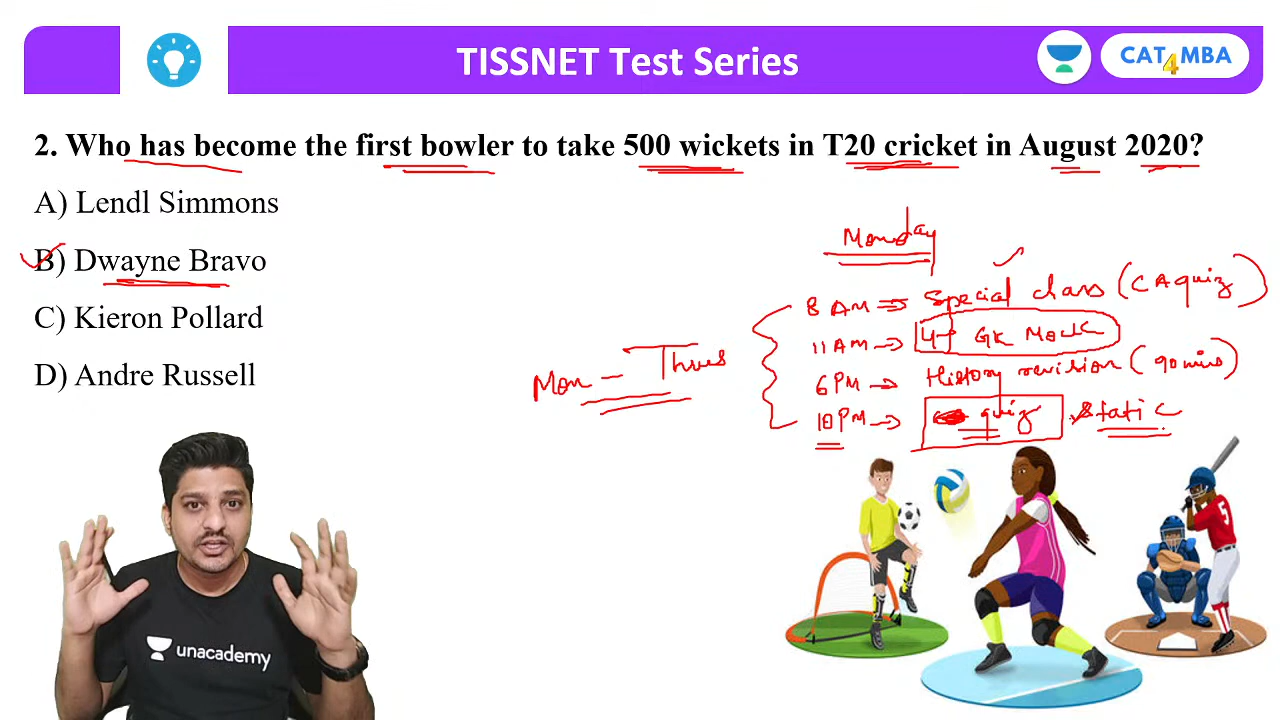 TISSNET Test Series
CAT4MBA
2. Who has become the first bowler to take 500 wickets in T20 cricket in August 2020?
A) Lendl Simmons
B) Dwayne Bravo
C) Kieron Pollard
D) Andre Russell
Monday
8 AM ⇒ Special class (CA quiz)
11 AM → GK Mock
Mon – Thurs
6 PM → History revision (90 mins)
10 PM → quiz Static
unacademy
5